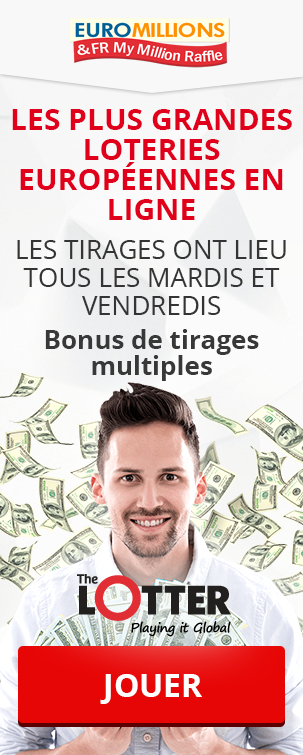 EUROMILLIONS
& FR My Million Raffle
LES PLUS GRANDES
LOTERIES
EUROPÉENNES EN
LIGNE
LES TIRAGES ONT LIEU
TOUS LES MARDIS ET
VENDREDIS
Bonus de tirages
multiples
The
LOTTER
Playing it Global
JOUER